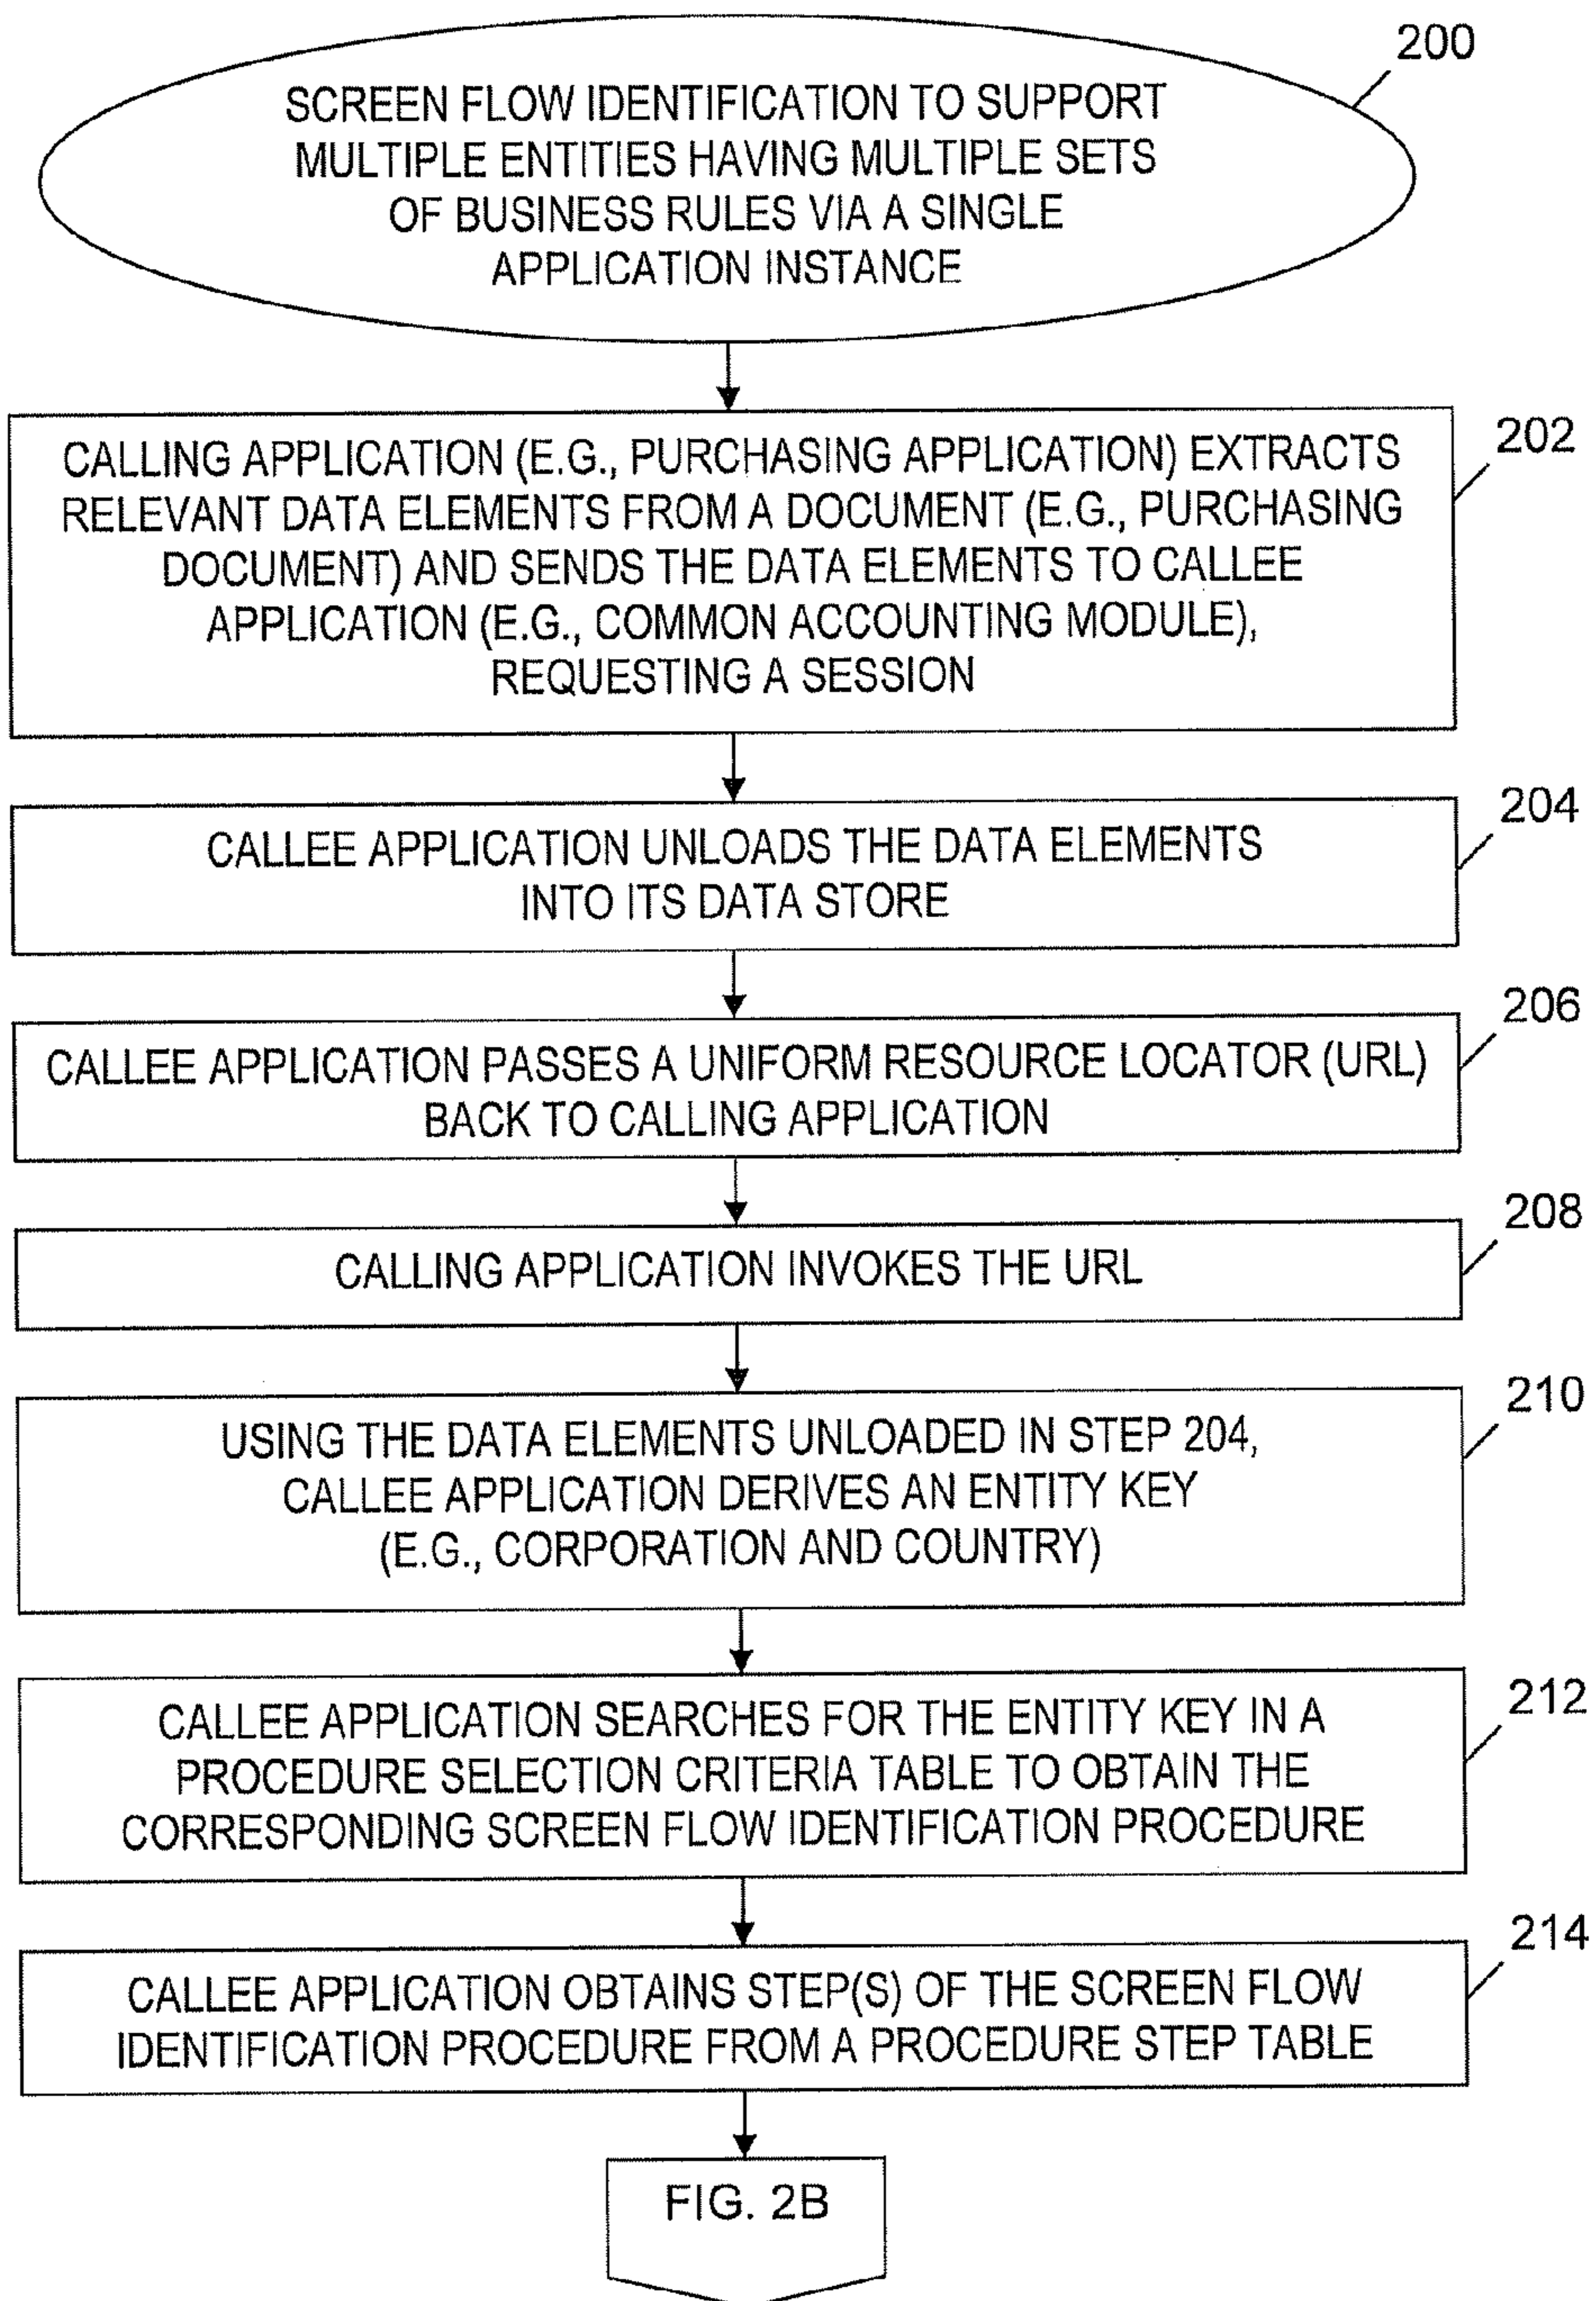 200
SCREEN FLOW IDENTIFICATION TO SUPPORT
MULTIPLE ENTITIES HAVING MULTIPLE SETS
OF BUSINESS RULES VIA A SINGLE
APPLICATION INSTANCE
202
CALLING APPLICATION (E.G., PURCHASING APPLICATION) EXTRACTS
RELEVANT DATA ELEMENTS FROM A DOCUMENT (E.G., PURCHASING
DOCUMENT) AND SENDS THE DATA ELEMENTS TO CALLEE
APPLICATION (E.G., COMMON ACCOUNTING MODULE),
REQUESTING A SESSION
204
CALLEE APPLICATION UNLOADS THE DATA ELEMENTS
INTO ITS DATA STORE
206
CALLEE APPLICATION PASSES A UNIFORM RESOURCE LOCATOR (URL)
BACK TO CALLING APPLICATION
208
CALLING APPLICATION INVOKES THE URL
210
USING THE DATA ELEMENTS UNLOADED IN STEP 204,
CALLEE APPLICATION DERIVES AN ENTITY KEY
(E.G., CORPORATION AND COUNTRY)
212
CALLEE APPLICATION SEARCHES FOR THE ENTITY KEY IN A
PROCEDURE SELECTION CRITERIA TABLE TO OBTAIN THE
CORRESPONDING SCREEN FLOW IDENTIFICATION PROCEDURE
214
CALLEE APPLICATION OBTAINS STEP(S) OF THE SCREEN FLOW
IDENTIFICATION PROCEDURE FROM A PROCEDURE STEP TABLE
FIG. 2B